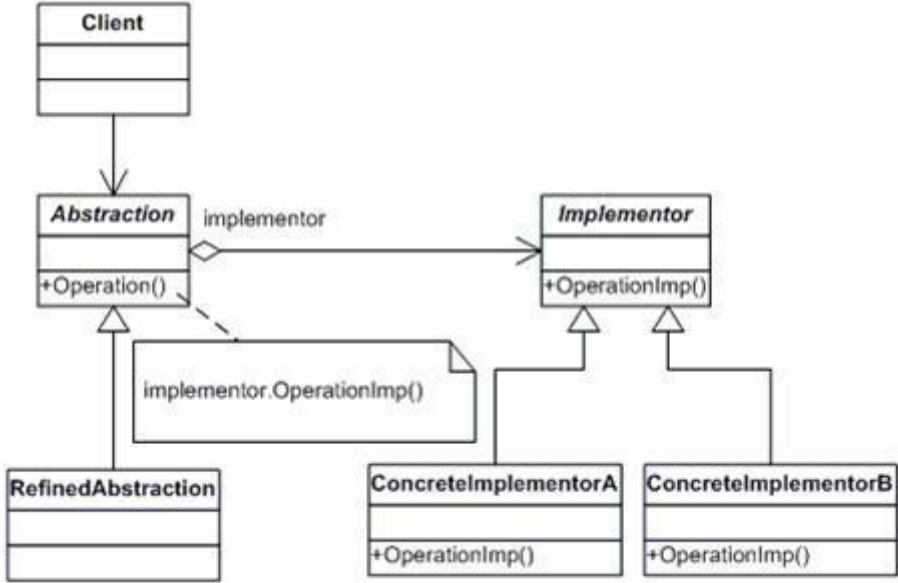 Client
Abstraction
implementor
Implementor
+Operation()
+OperationImp()
implementor.OperationImp()
RefinedAbstraction
ConcreteImplementorA
ConcreteImplementorB
+OperationImp()
+OperationImp()